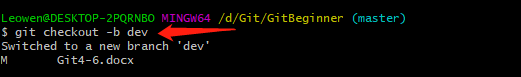 Leowen@DESKTOP-2PQRNBO MINGW64 /d/Git/GitBeginner (master)
$ git checkout -b dev
Switched to a new branch 'dev'
M       Git4-6.docx